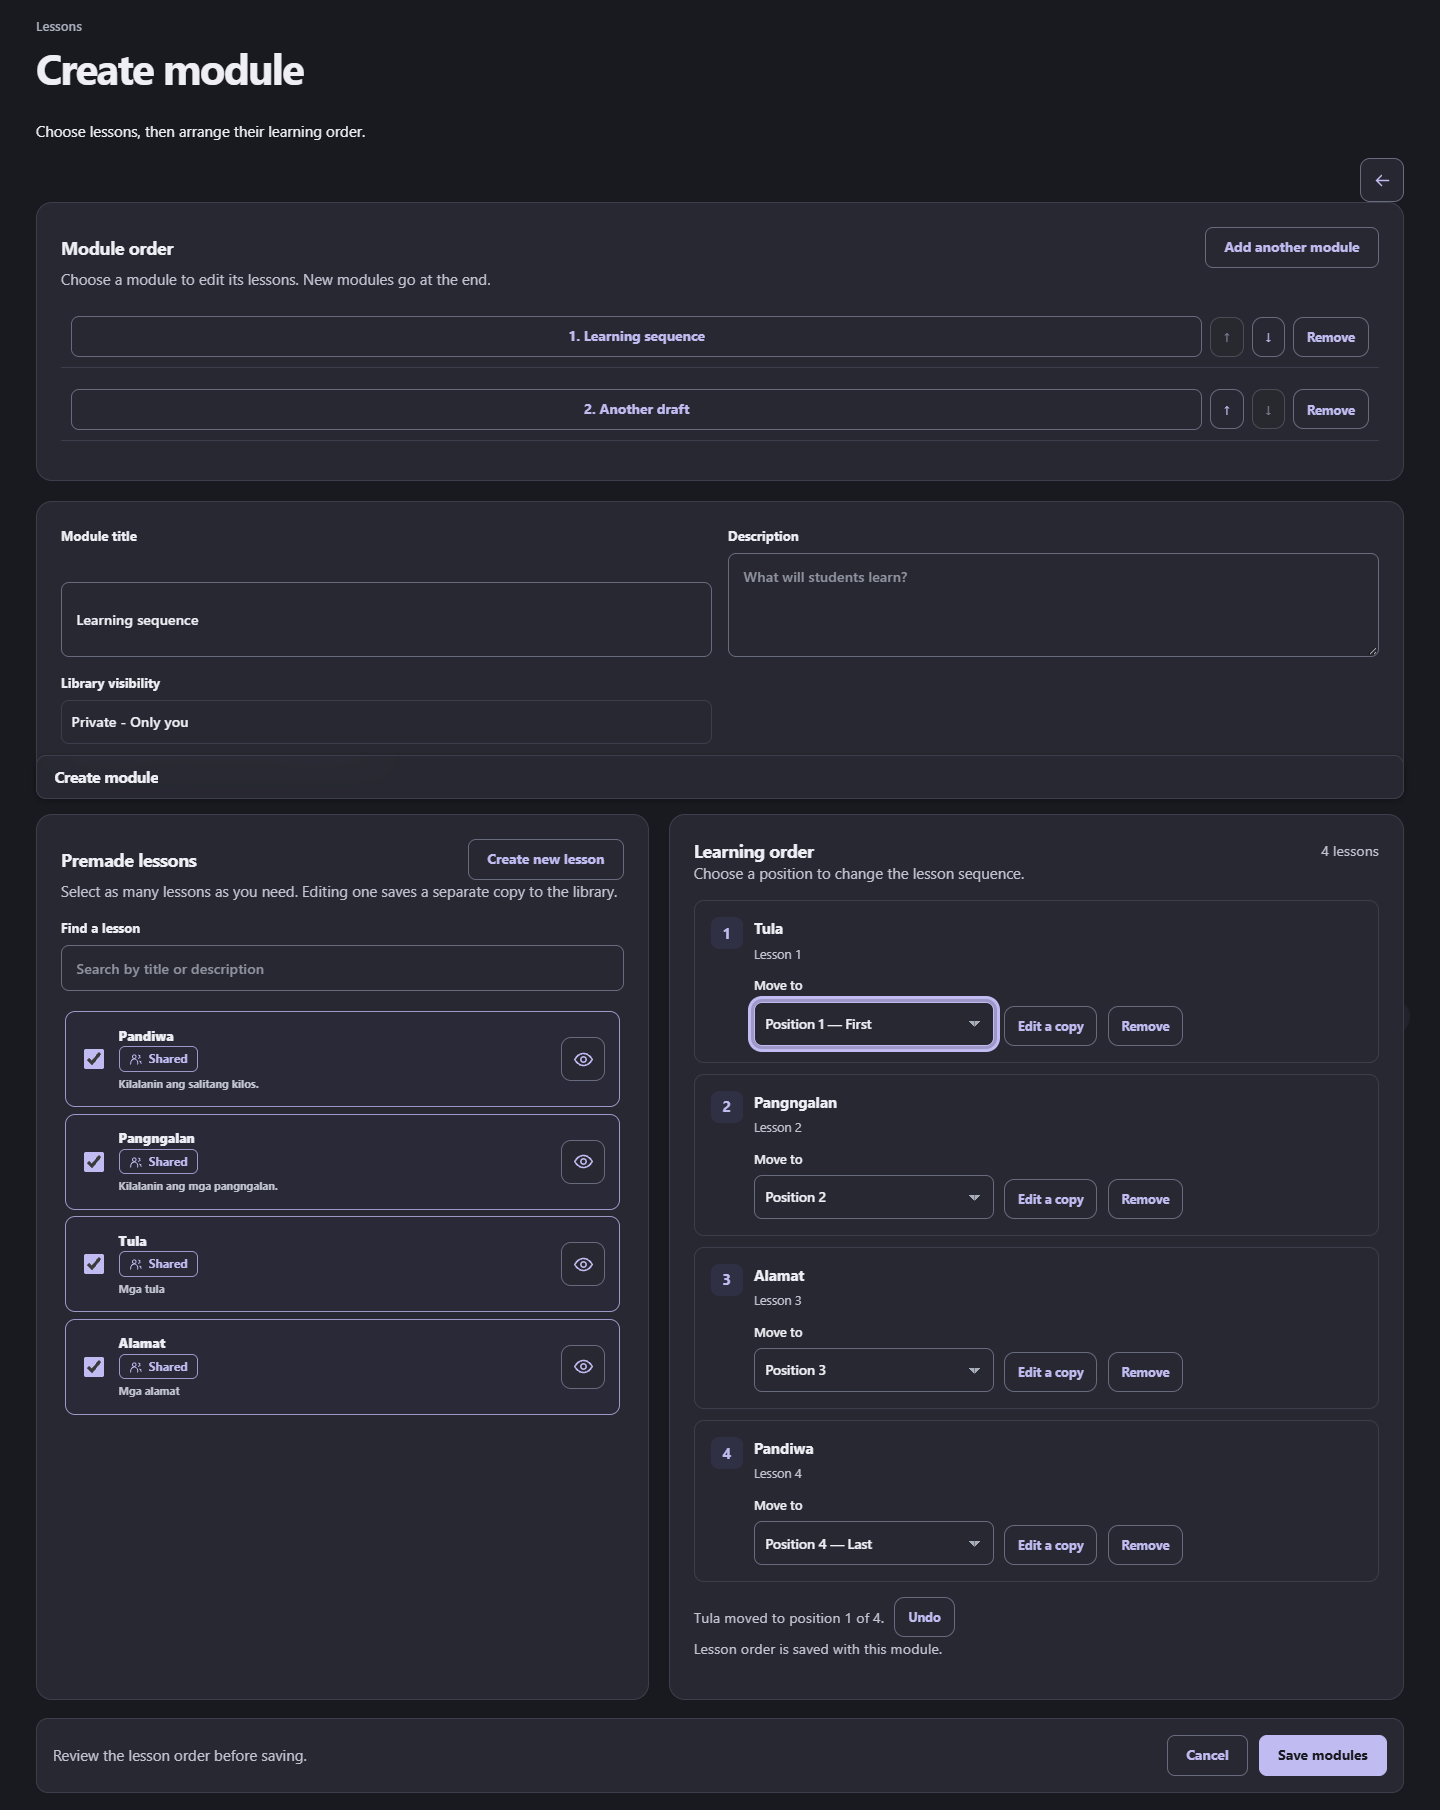 Lessons
Create module
Choose lessons, then arrange their learning order.
←
Module order
Add another module
Choose a module to edit its lessons. New modules go at the end.
1. Learning sequence
↑
↓
Remove
2. Another draft
↑
↓
Remove
Module title
Description
What will students learn?
Learning sequence
Library visibility
Private - Only you
Create module
Premade lessons
Create new lesson
Select as many lessons as you need. Editing one saves a separate copy to the library.
Find a lesson
Search by title or description
Pandiwa
Shared
Kilalanin ang salitang kilos.
Pangngalan
Shared
Kilalanin ang mga pangngalan.
Tula
Shared
Mga tula
Alamat
Shared
Mga alamat
Learning order
4 lessons
Choose a position to change the lesson sequence.
1
Tula
Lesson 1
Move to
Position 1 — First
Edit a copy
Remove
2
Pangngalan
Lesson 2
Move to
Position 2
Edit a copy
Remove
3
Alamat
Lesson 3
Move to
Position 3
Edit a copy
Remove
4
Pandiwa
Lesson 4
Move to
Position 4 — Last
Edit a copy
Remove
Tula moved to position 1 of 4.
Undo
Lesson order is saved with this module.
Review the lesson order before saving.
Cancel
Save modules